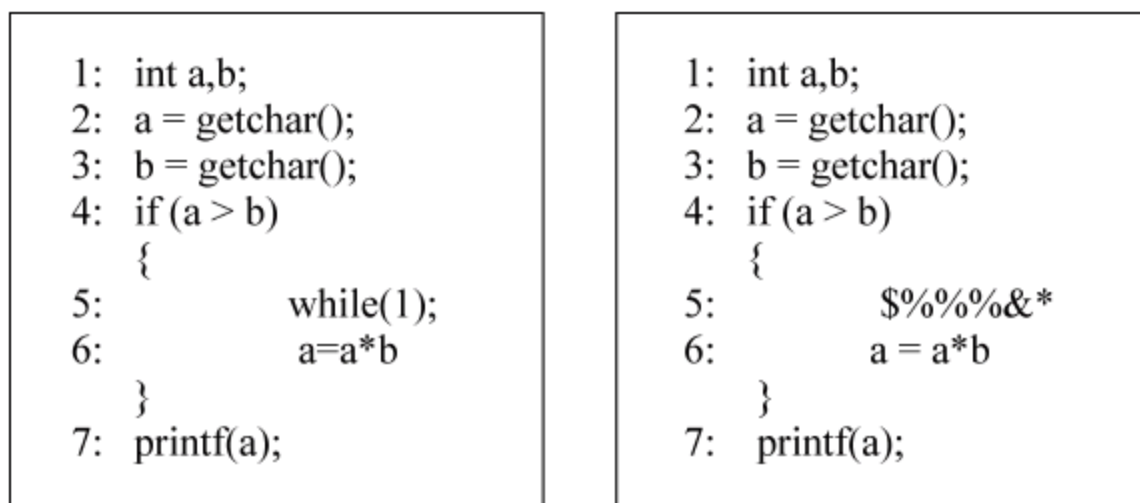 1: int a,b;
2: a = getchar();
3: b = getchar();
4: if (a > b)
{
5: while(1);
6: a=a*b
}
7: printf(a);
1: int a,b;
2: a = getchar();
3: b = getchar();
4: if (a > b)
{
5: $%%%&*
6: a = a*b
}
7: printf(a);